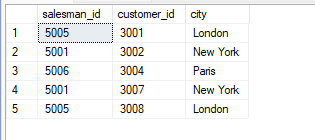 salesman_id customer_id city
1 5005 3001 London
2 5001 3002 New York
3 5006 3004 Paris
4 5001 3007 New York
5 5005 3008 London